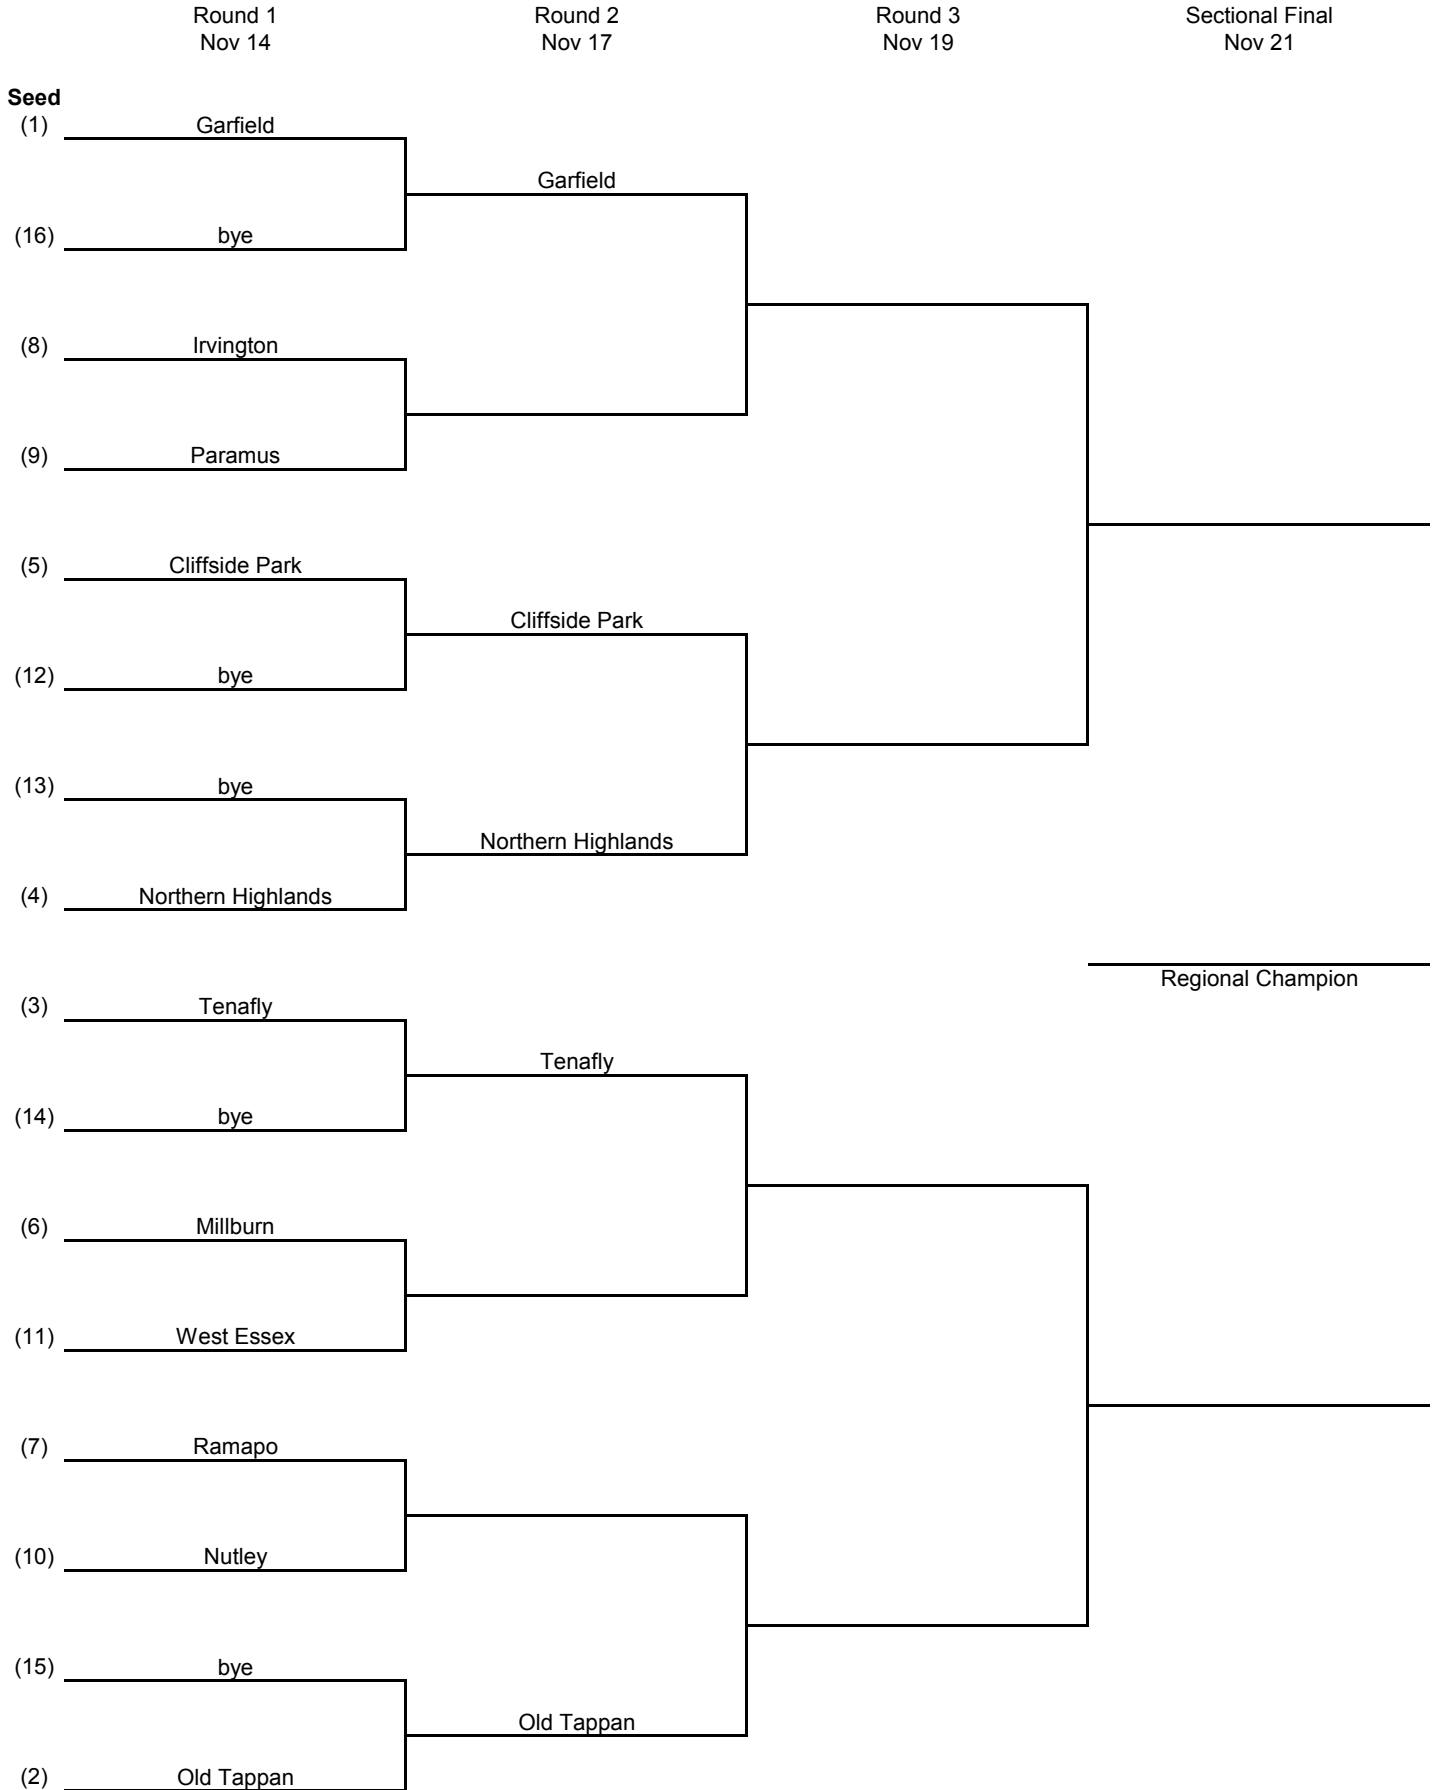 Round 1 Round 2 Round 3 Sectional Final
Nov 14 Nov 17 Nov 19 Nov 21
Seed
(1) Garfield
Garfield
(16) bye
(8) Irvington
(9) Paramus
(5) Cliffside Park
Cliffside Park
(12) bye
(13) bye
Northern Highlands
(4) Northern Highlands
Regional Champion
(3) Tenafly
Tenafly
(14) bye
(6) Millburn
(11) West Essex
(7) Ramapo
(10) Nutley
(15) bye
Old Tappan
(2) Old Tappan